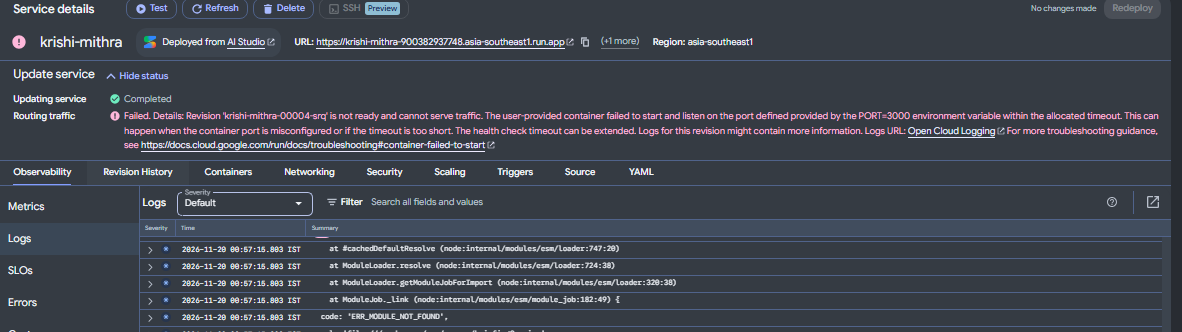 Service details Test Refresh Delete SSH Preview No changes made Redeploy
krishi-mithra Deployed from AI Studio URL: https://krishi-mithra-900382937748.asia-southeast1.run.app (+1 more) Region: asia-southeast1
Update service Hide status
Updating service Completed
Routing traffic Failed. Details: Revision 'krishi-mithra-00004-srq' is not ready and cannot serve traffic. The user-provided container failed to start and listen on the port defined provided by the PORT=3000 environment variable within the allocated timeout. This can
happen when the container port is misconfigured or if the timeout is too short. The health check timeout can be extended. Logs for this revision might contain more information. Logs URL: Open Cloud Logging For more troubleshooting guidance,
see https://docs.cloud.google.com/run/docs/troubleshooting#container-failed-to-start
Observability Revision History Containers Networking Security Scaling Triggers Source YAML
Metrics
Logs
SLOs
Errors
Logs Severity Default Filter Search all fields and values
Severity Time Summary
2026-11-20 00:57:15.803 IST at #cachedDefaultResolve (node:internal/modules/esm/loader:747:20)
2026-11-20 00:57:15.803 IST at ModuleLoader.resolve (node:internal/modules/esm/loader:724:38)
2026-11-20 00:57:15.803 IST at ModuleLoader.getModuleJobForImport (node:internal/modules/esm/loader:320:38)
2026-11-20 00:57:15.803 IST at ModuleJob._link (node:internal/modules/esm/module_job:182:49) {
2026-11-20 00:57:15.803 IST code: 'ERR_MODULE_NOT_FOUND',
2026-11-20 00:57:15.803 IST